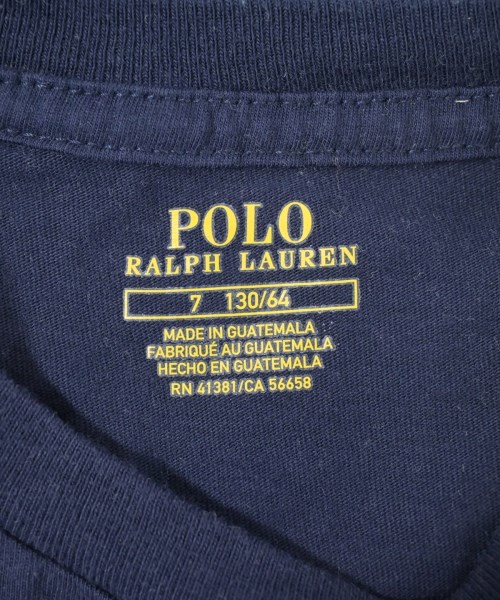 POLO
RALPH LAUREN
7 130/64
MADE IN GUATEMALA
FABRIQUÉ AU GUATEMALA
HECHO EN GUATEMALA
RN 41381/CA 56658